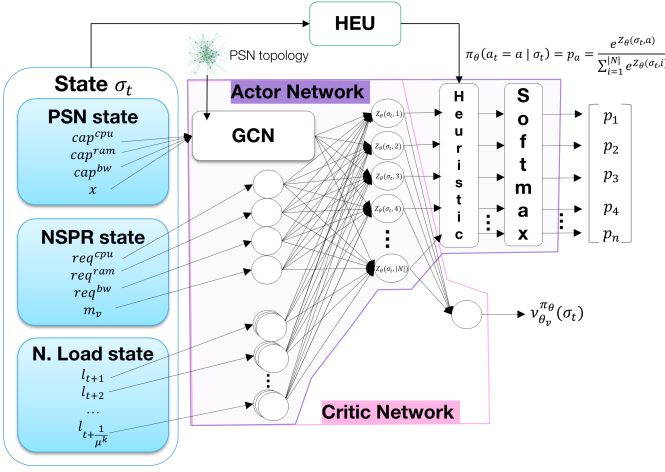 HEU
PSN topology
π_θ(a_t = a | σ_t) = p_a = e^{Z_θ(σ_t,a)} / Σ_{i=1}^{|N|} e^{Z_θ(σ_t,i)}
State σ_t
PSN state
cap^{cpu}
cap^{ram}
cap^{bw}
x
NSPR state
req^{cpu}
req^{ram}
req^{bw}
m_v
N. Load state
l_{t+1}
l_{t+2}
...
l_{t+1/μ^k}
Actor Network
GCN
Z_θ(σ_t, 1)
Z_θ(σ_t, 2)
Z_θ(σ_t, 3)
Z_θ(σ_t, 4)
Z_θ(σ_t, |N|)
Heuristic
Softmax
p_1
p_2
p_3
p_4
p_n
ν_{θ_v}^{π_θ}(σ_t)
Critic Network